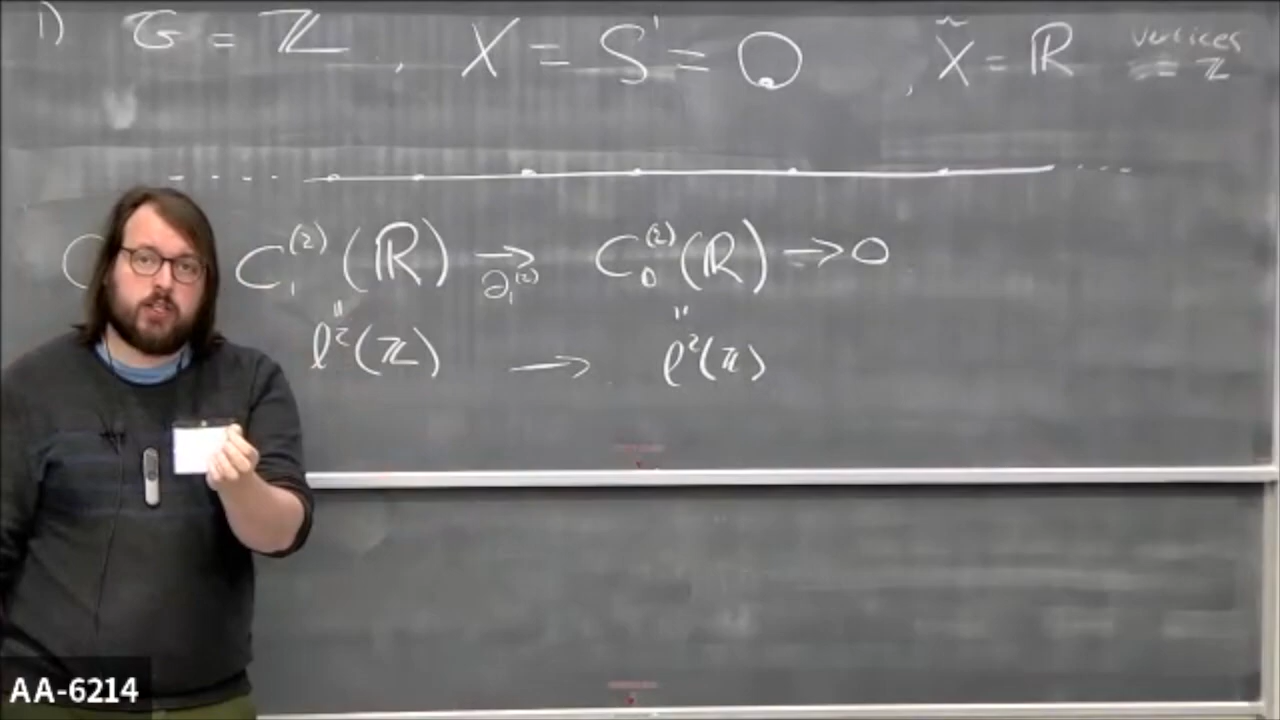 1) G = ℤ , X = S¹ = , X̃ = ℝ vertices = ℤ
C₁⁽²⁾(ℝ) → ∂₁⁽²⁾ C₀⁽²⁾(ℝ) → 0
ℓ²(ℤ) → ℓ²(ℤ)
AA-6214